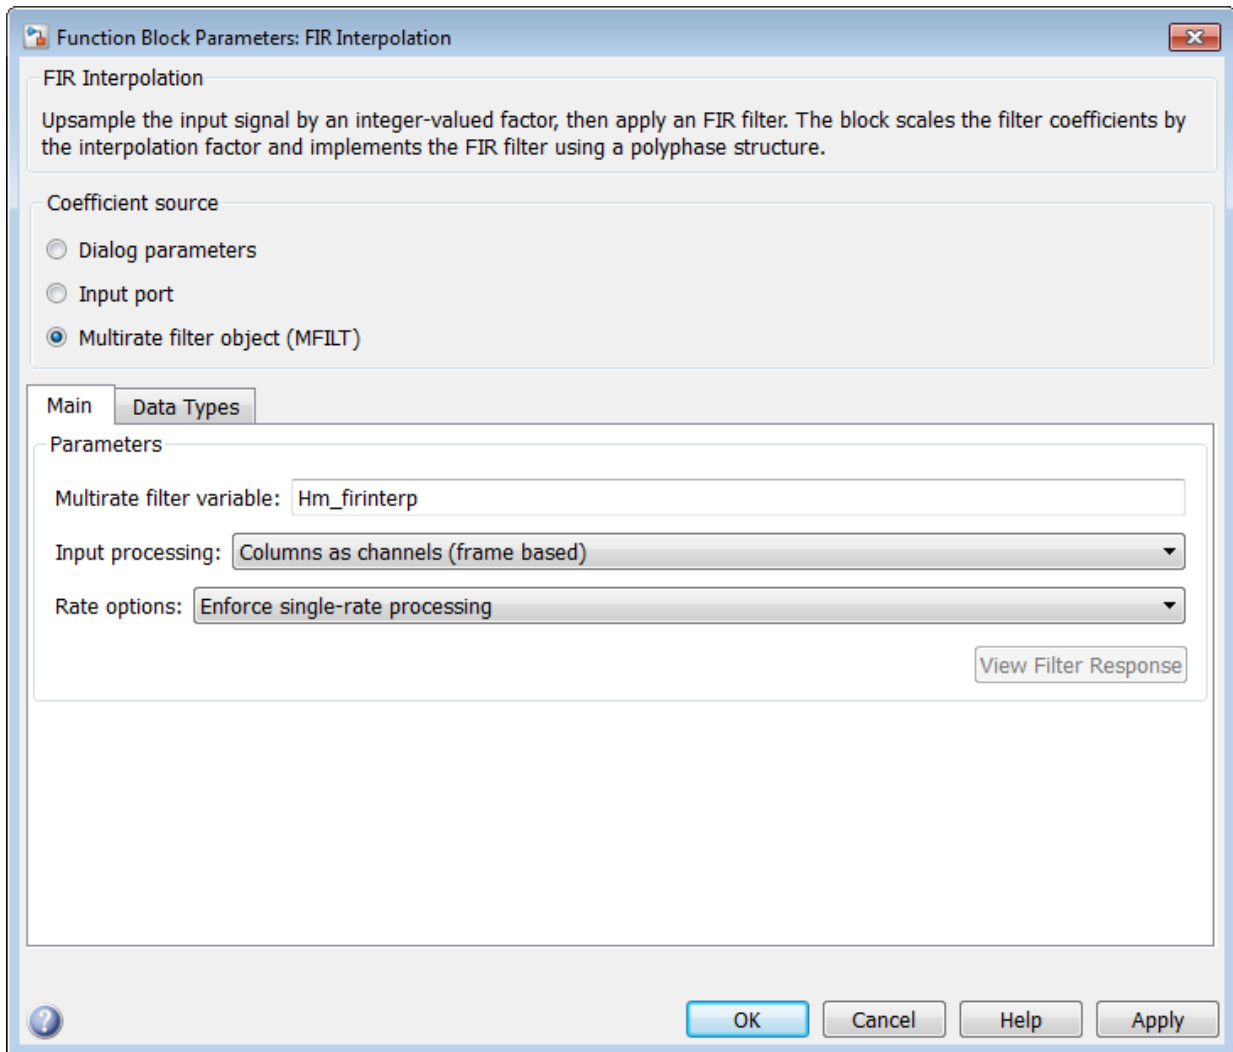 Function Block Parameters: FIR Interpolation
FIR Interpolation
Upsample the input signal by an integer-valued factor, then apply an FIR filter. The block scales the filter coefficients by
the interpolation factor and implements the FIR filter using a polyphase structure.
Coefficient source
Dialog parameters
Input port
Multirate filter object (MFILT)
Main Data Types
Parameters
Multirate filter variable: Hm_firinterp
Input processing: Columns as channels (frame based)
Rate options: Enforce single-rate processing
View Filter Response
? OK Cancel Help Apply